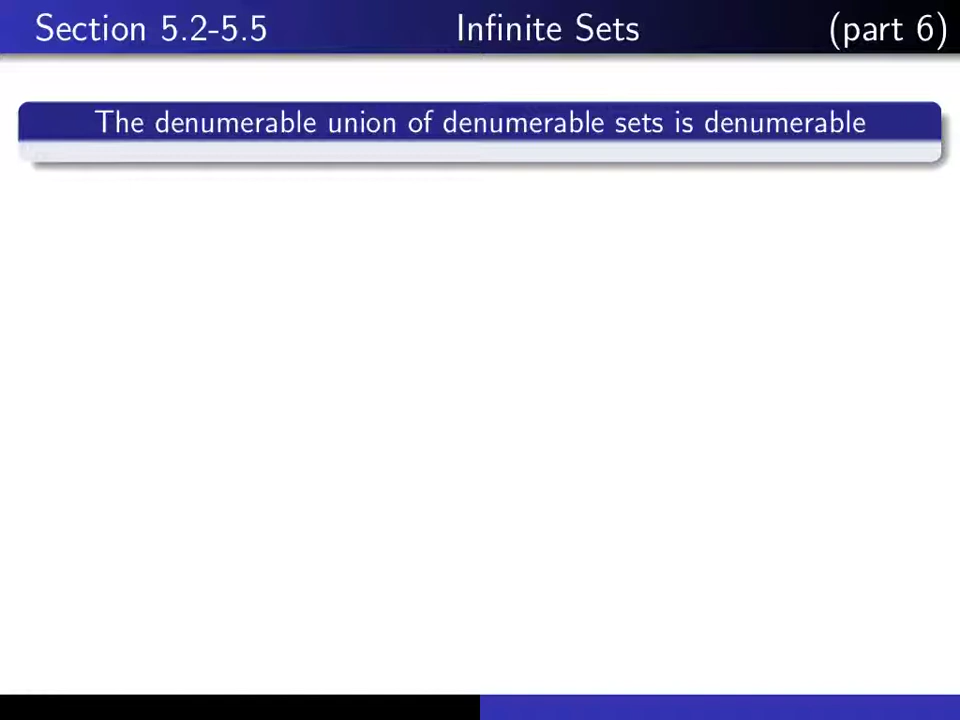 Section 5.2-5.5 Infinite Sets (part 6)
The denumerable union of denumerable sets is denumerable